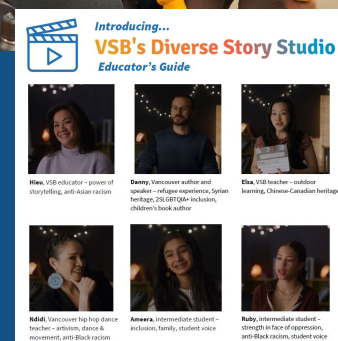 Introducing...
VSB's Diverse Story Studio
Educator's Guide
Hieu, VSB educator – power of
storytelling, anti-Asian racism
Danny, Vancouver author and
speaker – refugee experience, Syrian
heritage, 2SLGBTQIA+ inclusion,
children's book author
Elsa, VSB teacher – outdoor
learning, Chinese-Canadian heritage
Ndidi, Vancouver hip hop dance
teacher – artivism, dance &
movement, anti-Black racism
Ameera, intermediate student –
inclusion, family, student voice
Ruby, intermediate student –
strength in face of oppression,
anti-Black racism, student voice